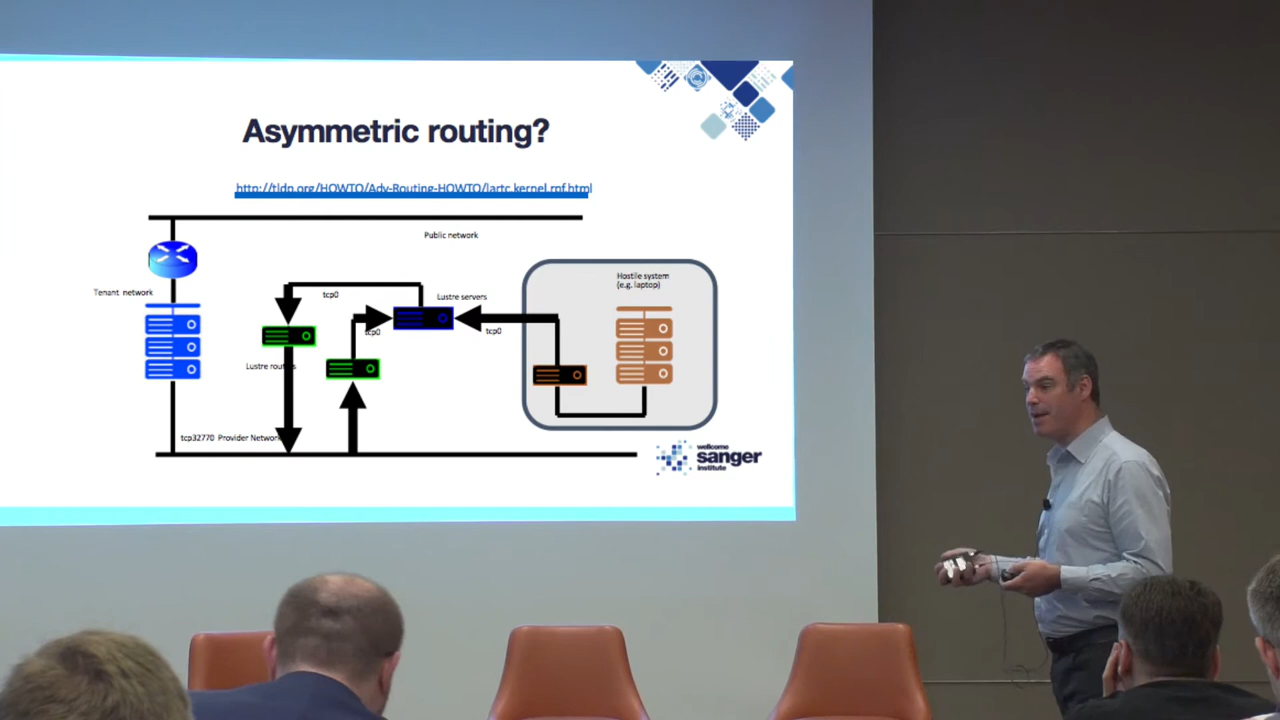 Asymmetric routing?
http://tldp.org/HOWTO/Adv-Routing-HOWTO/lartc.kernel.rpf.html
Public network
Tenant network
Hostile system
(e.g. laptop)
tcp0
Lustre servers
tcp0
tcp0
Lustre
tcp32770 Provider Network
wellcome
sanger
institute